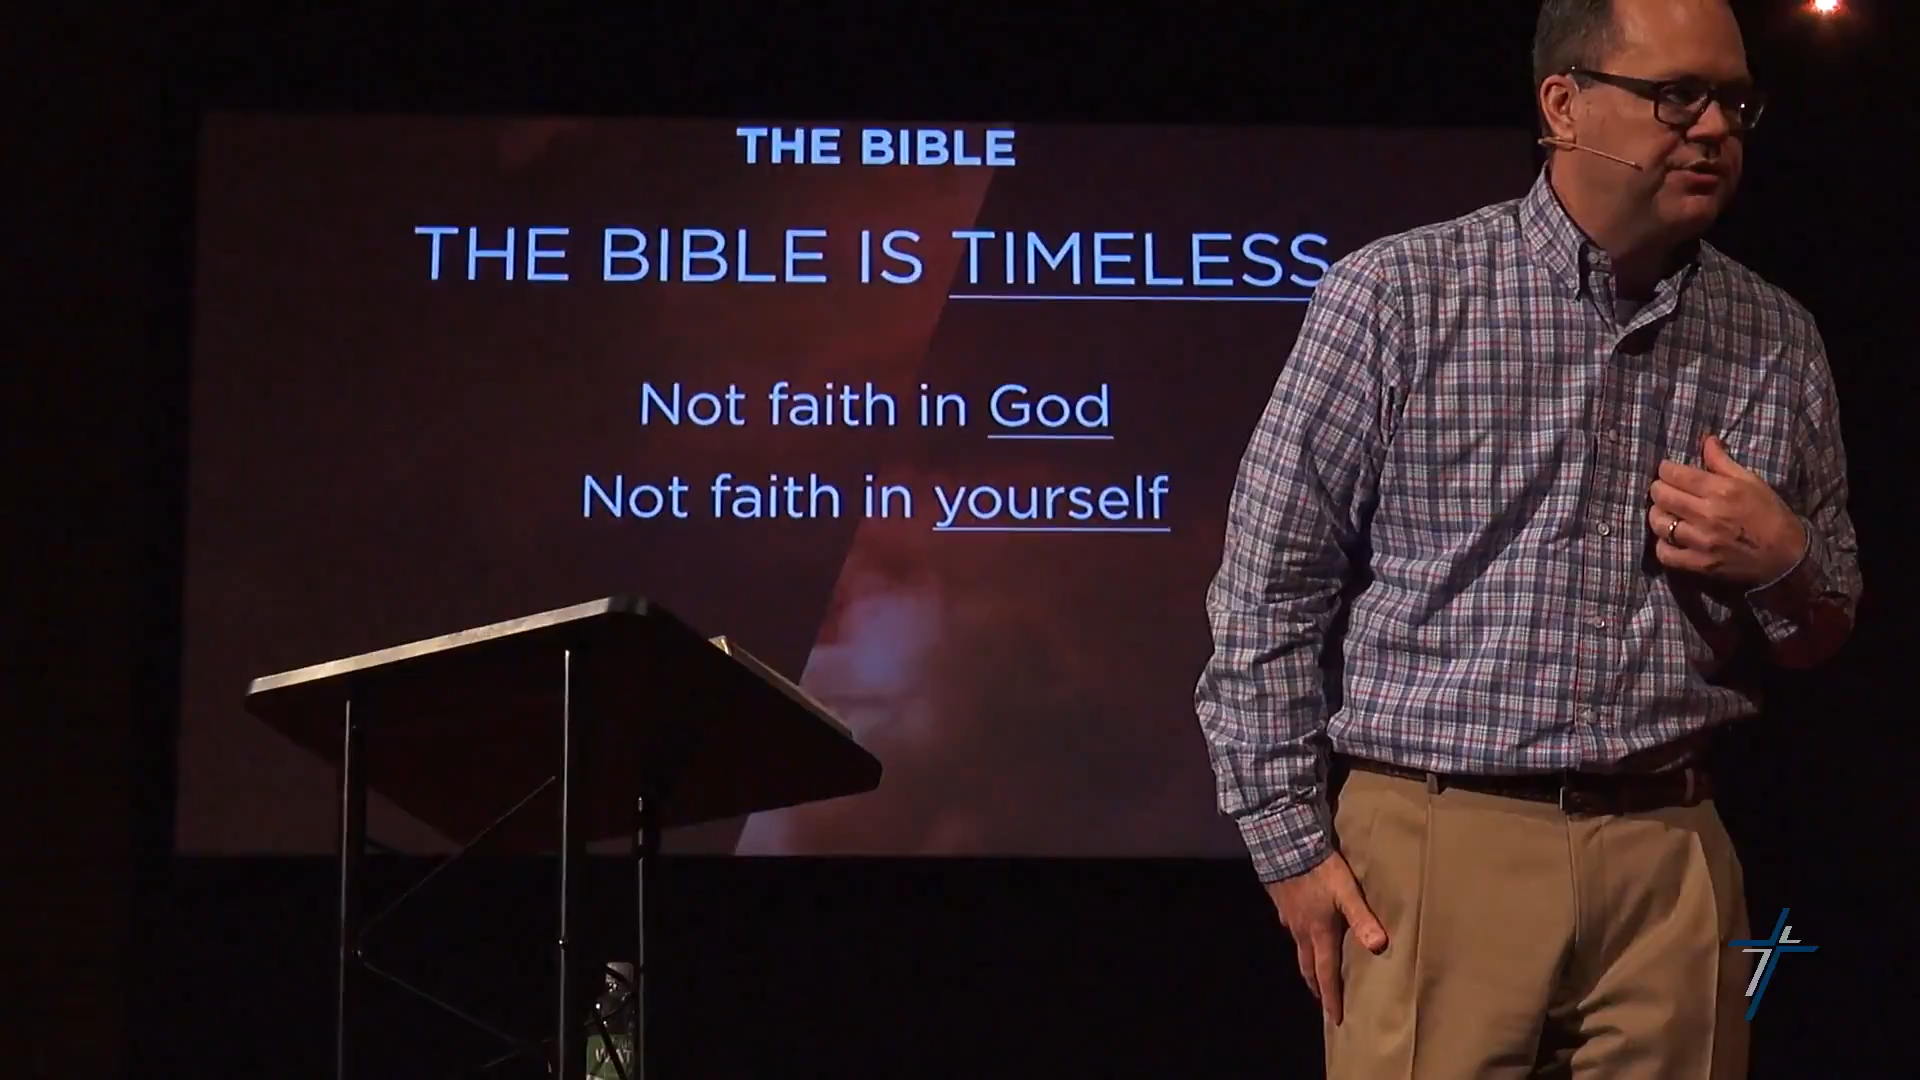 THE BIBLE
THE BIBLE IS TIMELESS
Not faith in God
Not faith in yourself